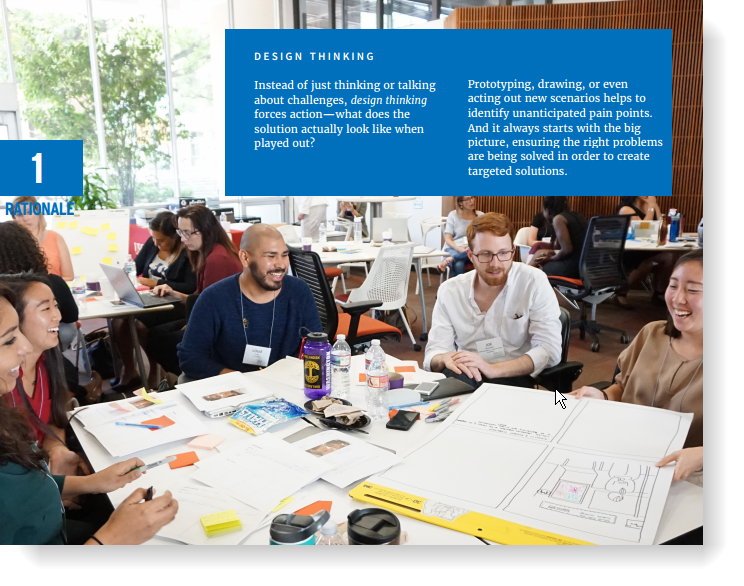 DESIGN THINKING
Instead of just thinking or talking
about challenges, design thinking
forces action—what does the
solution actually look like when
played out?
Prototyping, drawing, or even
acting out new scenarios helps to
identify unanticipated pain points.
And it always starts with the big
picture, ensuring the right problems
are being solved in order to create
targeted solutions.
1
RATIONALE